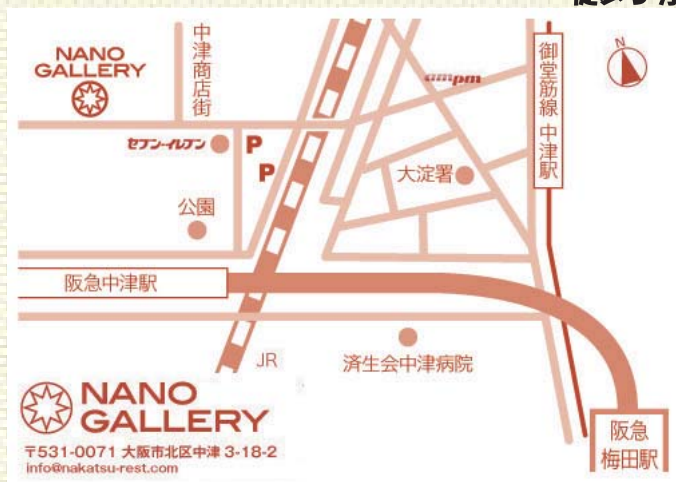 NANO
GALLERY
中津商店街
ampm
御堂筋線 中津駅
N
セブン-イレブン
P
P
大淀署
公園
阪急中津駅
JR
済生会中津病院
NANO
GALLERY
〒531-0071 大阪市北区中津 3-18-2
info@nakatsu-rest.com
阪急
梅田駅